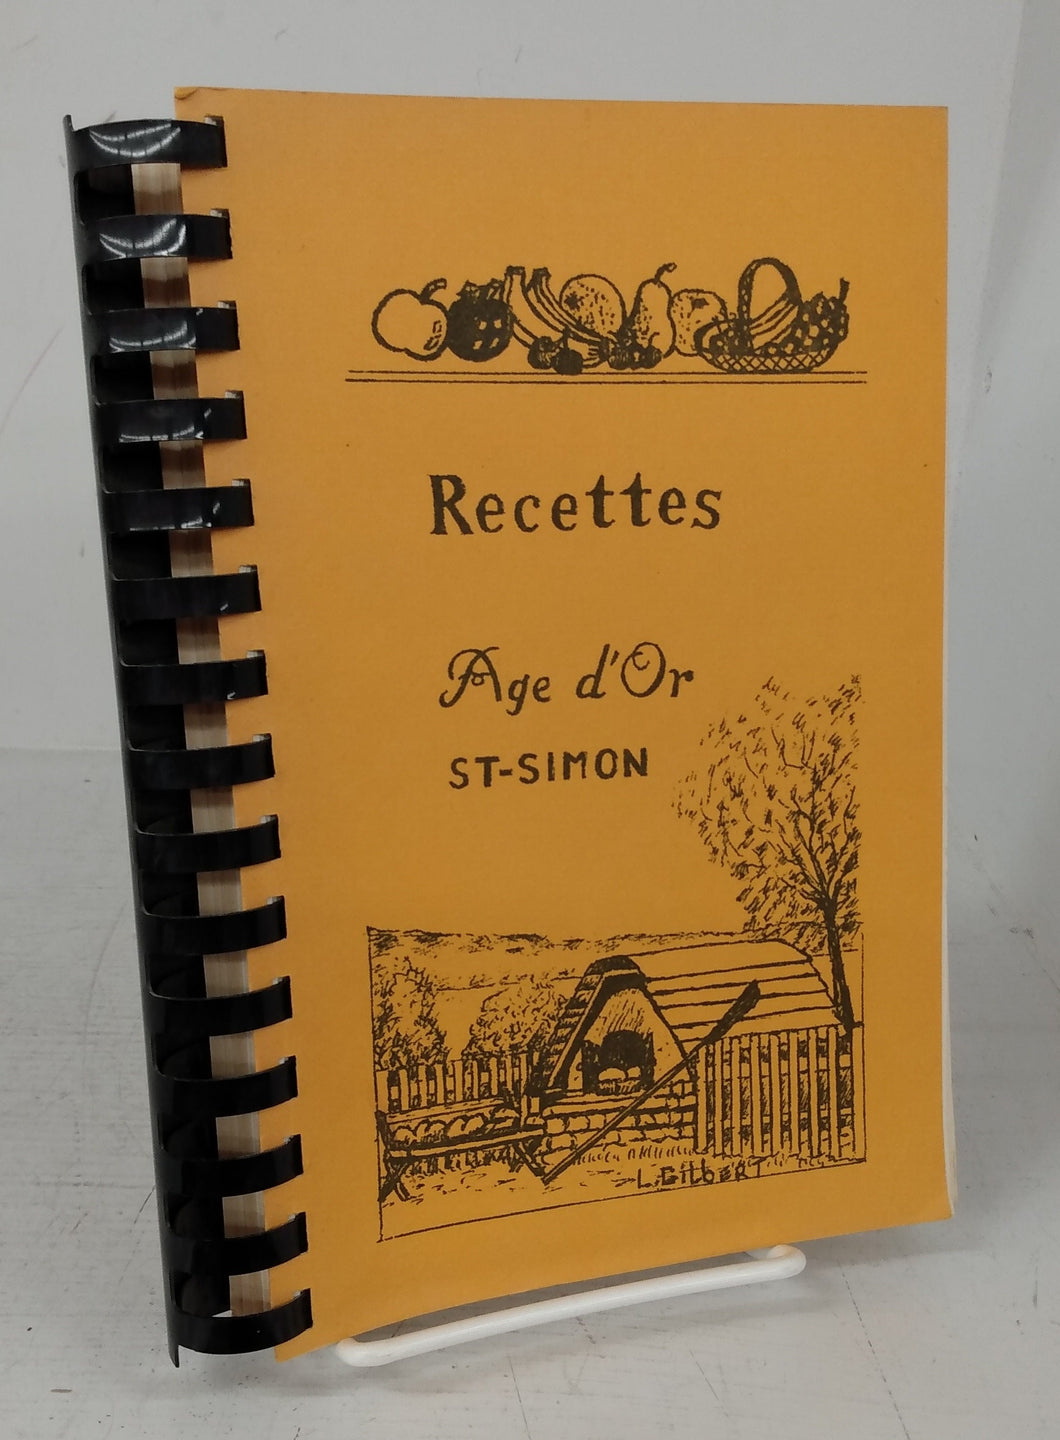 Recettes
Age d'Or
ST-SIMON
L. GilbERT